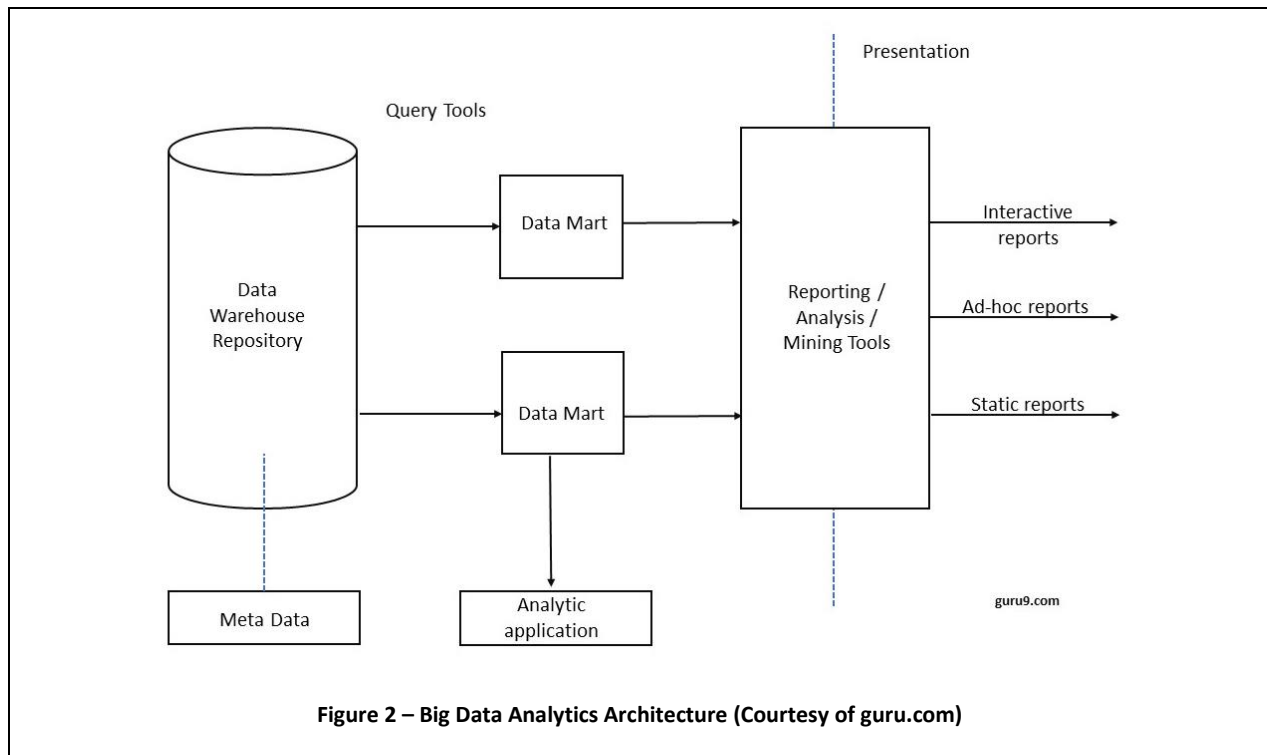 Presentation
Query Tools
Data Mart
Interactive
reports
Data
Warehouse
Repository
Reporting /
Analysis /
Mining Tools
Ad-hoc reports
Data Mart
Static reports
Meta Data
Analytic
application
guru9.com
Figure 2 – Big Data Analytics Architecture (Courtesy of guru.com)